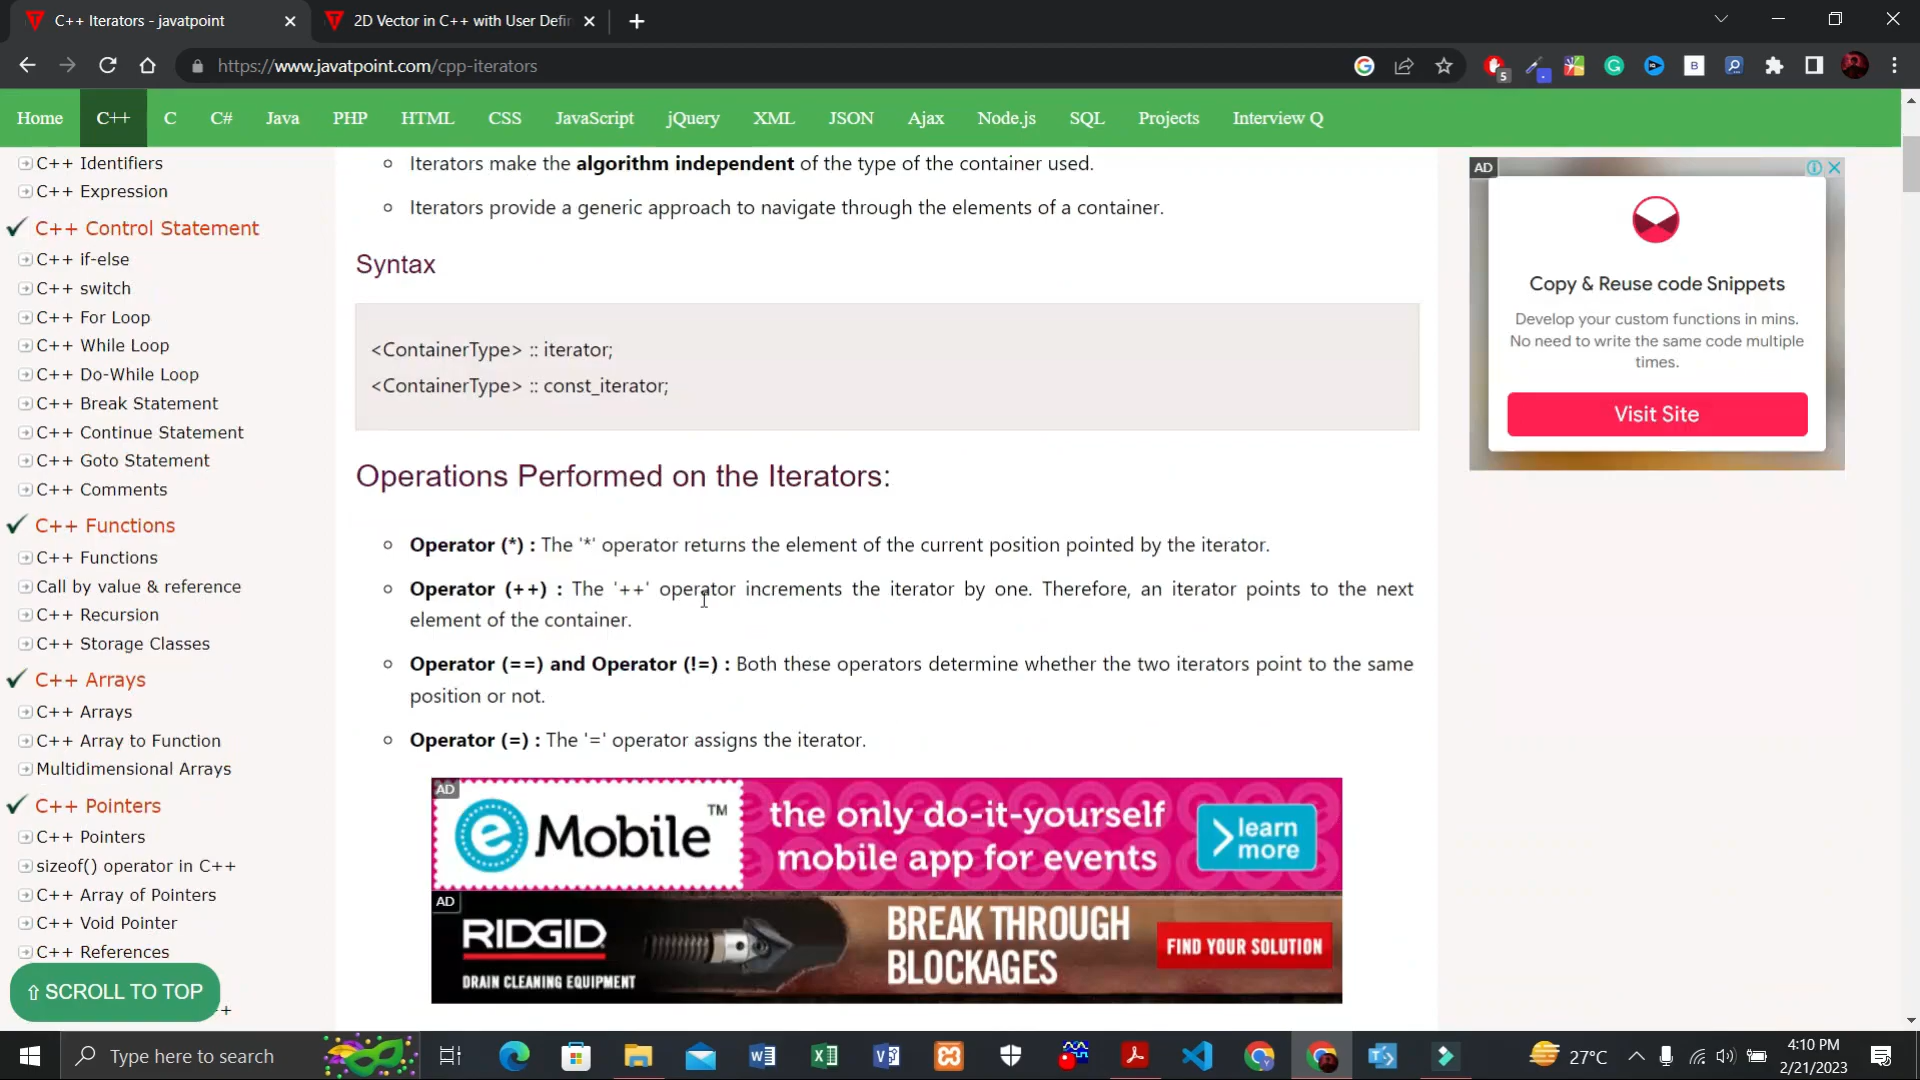 C++ Iterators - javatpoint
2D Vector in C++ with User Defin
https://www.javatpoint.com/cpp-iterators
5
B
Home C++ C C# Java PHP HTML CSS JavaScript jQuery XML JSON Ajax Node.js SQL Projects Interview Q
C++ Identifiers
C++ Expression
C++ Control Statement
C++ if-else
C++ switch
C++ For Loop
C++ While Loop
C++ Do-While Loop
C++ Break Statement
C++ Continue Statement
C++ Goto Statement
C++ Comments
C++ Functions
C++ Functions
Call by value & reference
C++ Recursion
C++ Storage Classes
C++ Arrays
C++ Arrays
C++ Array to Function
Multidimensional Arrays
C++ Pointers
C++ Pointers
sizeof() operator in C++
C++ Array of Pointers
C++ Void Pointer
C++ References
⇧ SCROLL TO TOP
Iterators make the algorithm independent of the type of the container used.
Iterators provide a generic approach to navigate through the elements of a container.
Syntax
<ContainerType> :: iterator;
<ContainerType> :: const_iterator;
Operations Performed on the Iterators:
Operator (*) : The '*' operator returns the element of the current position pointed by the iterator.
Operator (++) : The '++' operator increments the iterator by one. Therefore, an iterator points to the next
element of the container.
Operator (==) and Operator (!=) : Both these operators determine whether the two iterators point to the same
position or not.
Operator (=) : The '=' operator assigns the iterator.
AD
eMobile™
the only do-it-yourself
mobile app for events
learn
more
AD
RIDGID
DRAIN CLEANING EQUIPMENT
BREAK THROUGH
BLOCKAGES
FIND YOUR SOLUTION
AD
Copy & Reuse code Snippets
Develop your custom functions in mins.
No need to write the same code multiple
times.
Visit Site
Type here to search
27°C
4:10 PM
2/21/2023